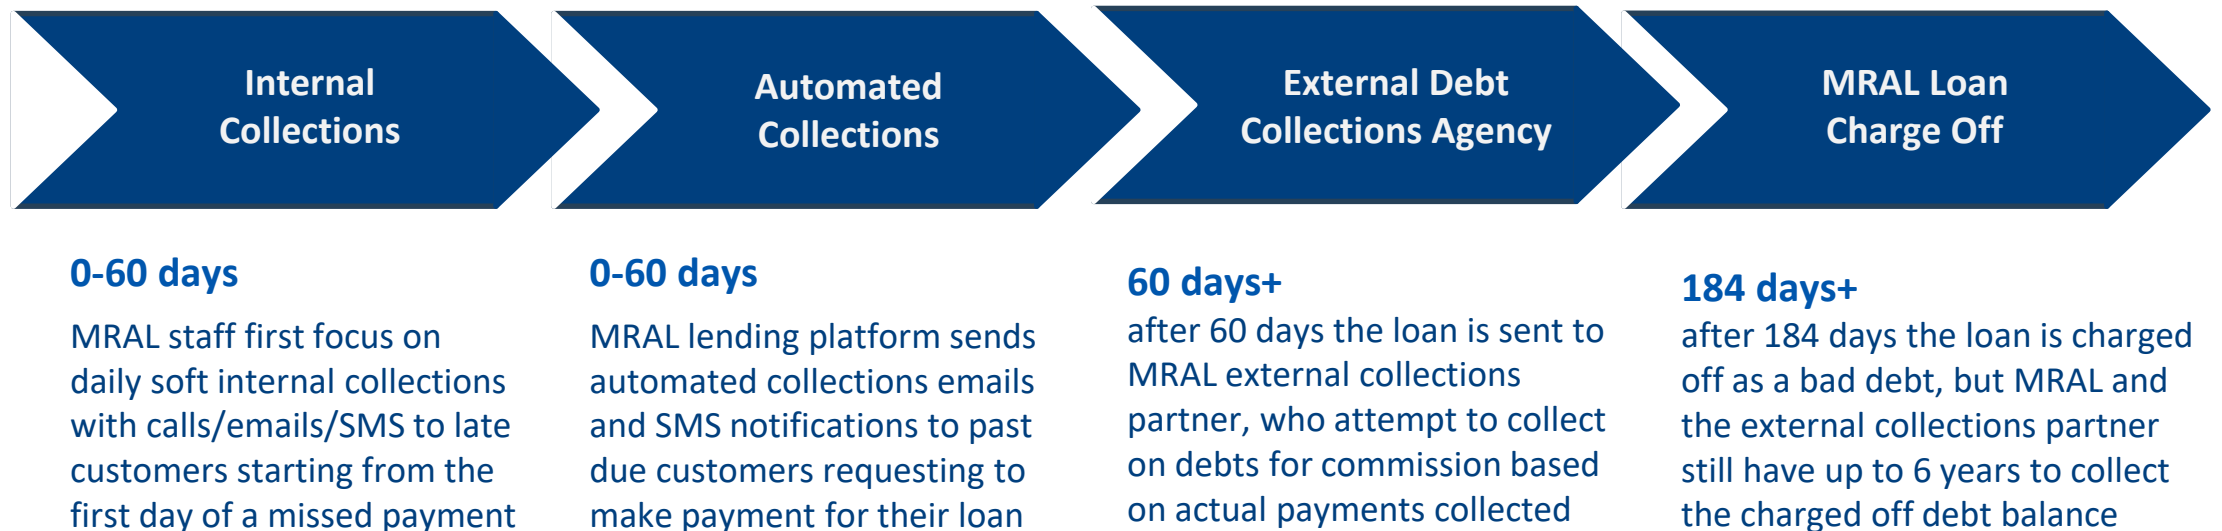 Internal
Collections
Automated
Collections
External Debt
Collections Agency
MRAL Loan
Charge Off
0-60 days
MRAL staff first focus on
daily soft internal collections
with calls/emails/SMS to late
customers starting from the
first day of a missed payment
0-60 days
MRAL lending platform sends
automated collections emails
and SMS notifications to past
due customers requesting to
make payment for their loan
60 days+
after 60 days the loan is sent to
MRAL external collections
partner, who attempt to collect
on debts for commission based
on actual payments collected
184 days+
after 184 days the loan is charged
off as a bad debt, but MRAL and
the external collections partner
still have up to 6 years to collect
the charged off debt balance